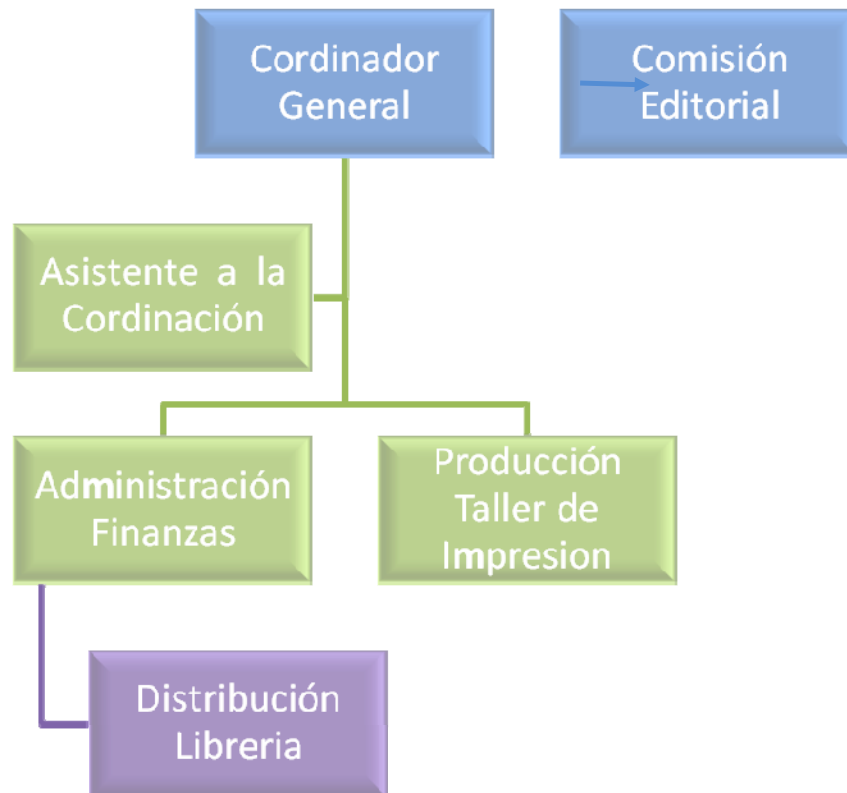 Cordinador
General
Comisión
Editorial
Asistente a la
Cordinación
Administración
Finanzas
Producción
Taller de
Impresion
Distribución
Libreria